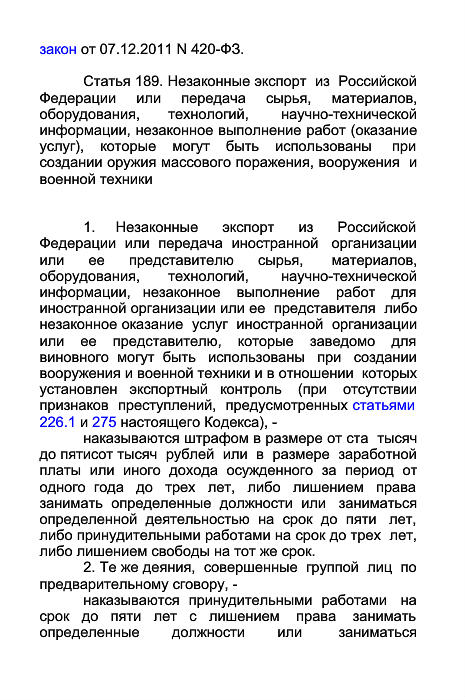 закон от 07.12.2011 N 420-ФЗ.
Статья 189. Незаконные экспорт из Российской
Федерации или передача сырья, материалов,
оборудования, технологий, научно-технической
информации, незаконное выполнение работ (оказание
услуг), которые могут быть использованы при
создании оружия массового поражения, вооружения и
военной техники
1. Незаконные экспорт из Российской
Федерации или передача иностранной организации
или ее представителю сырья, материалов,
оборудования, технологий, научно-технической
информации, незаконное выполнение работ для
иностранной организации или ее представителя либо
незаконное оказание услуг иностранной организации
или ее представителю, которые заведомо для
виновного могут быть использованы при создании
вооружения и военной техники и в отношении которых
установлен экспортный контроль (при отсутствии
признаков преступлений, предусмотренных статьями
226.1 и 275 настоящего Кодекса), -
наказываются штрафом в размере от ста тысяч
до пятисот тысяч рублей или в размере заработной
платы или иного дохода осужденного за период от
одного года до трех лет, либо лишением права
занимать определенные должности или заниматься
определенной деятельностью на срок до пяти лет,
либо принудительными работами на срок до трех лет,
либо лишением свободы на тот же срок.
2. Те же деяния, совершенные группой лиц по
предварительному сговору, -
наказываются принудительными работами на
срок до пяти лет с лишением права занимать
определенные должности или заниматься